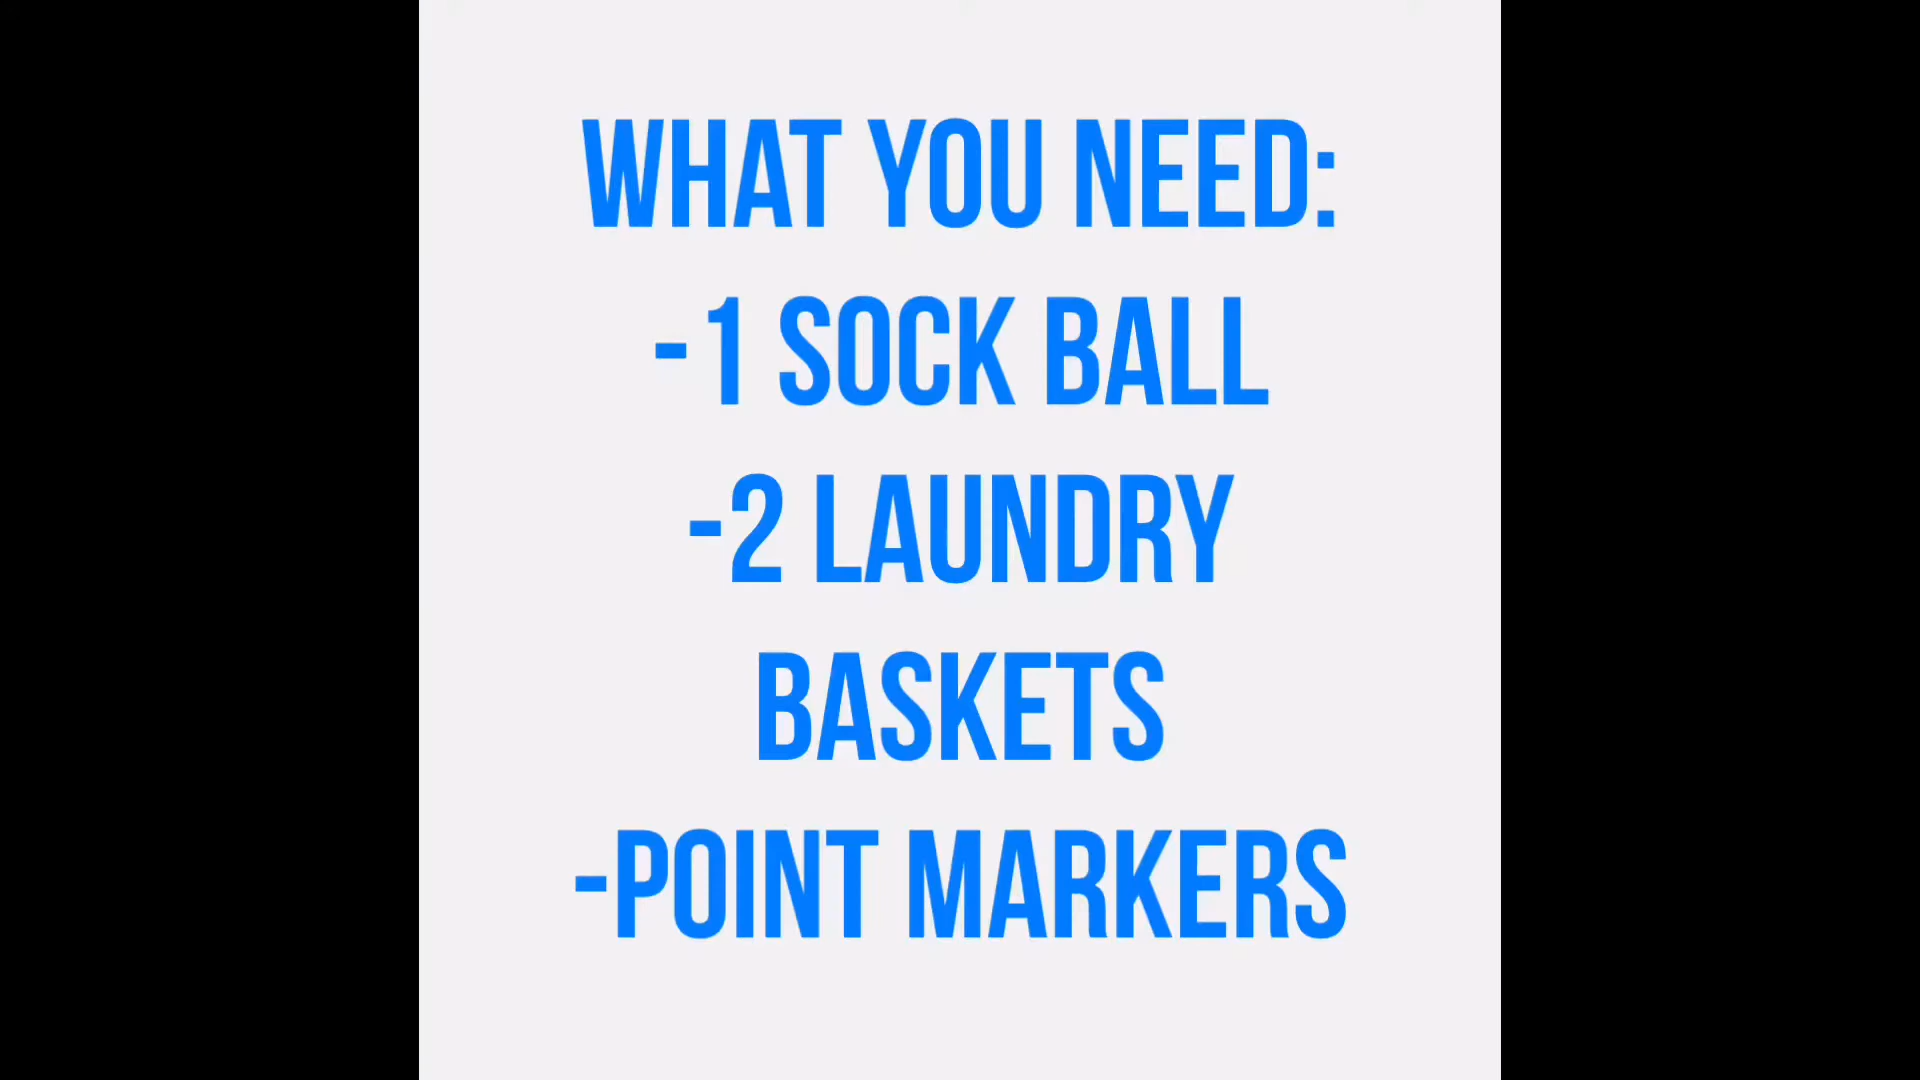 WHAT YOU NEED:
-1 SOCK BALL
-2 LAUNDRY
BASKETS
-POINT MARKERS